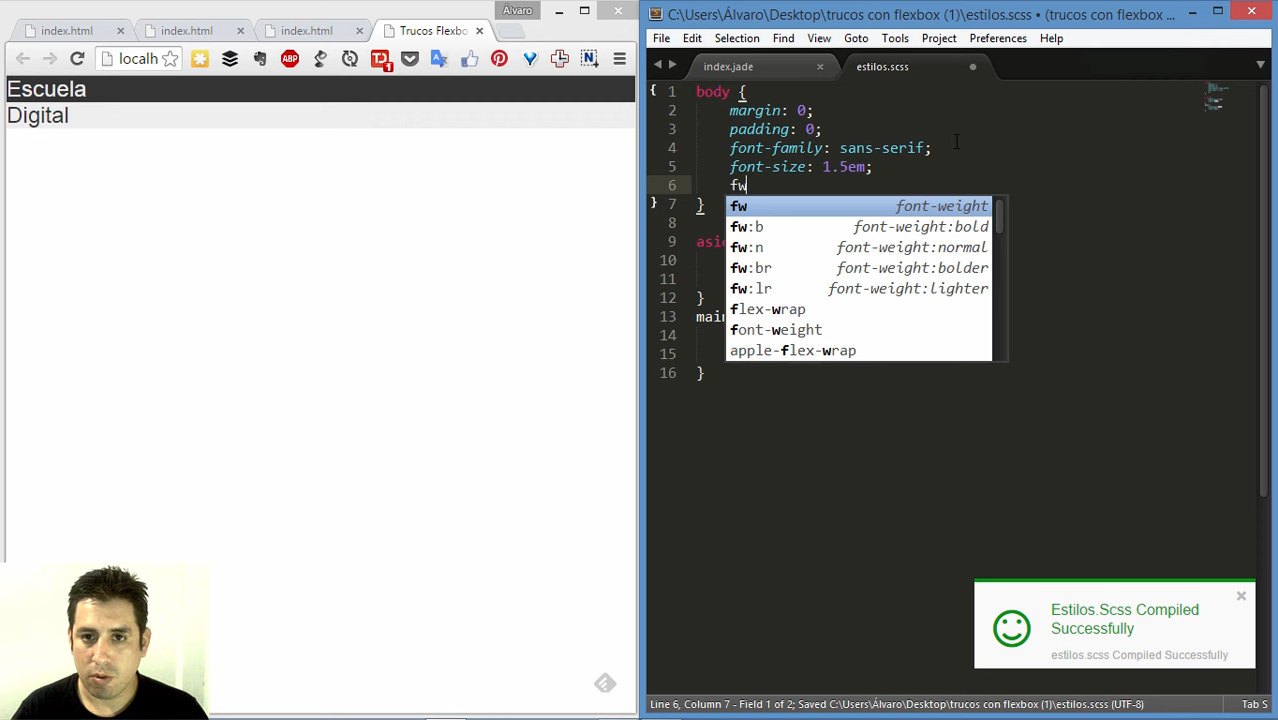 Alvaro
index.html
index.html
index.html
Trucos Flexbo
localh
ABP
Escuela
Digital
C:\Users\Álvaro\Desktop\trucos con flexbox (1)\estilos.scss • (trucos con flexbox ...
File Edit Selection Find View Goto Tools Project Preferences Help
index.jade
estilos.scss
1 body {
2 margin: 0;
3 padding: 0;
4 font-family: sans-serif;
5 font-size: 1.5em;
6 fw
7 }
8
9 asi
10
11
12 }
13 main
14
15
16 }
fw font-weight
fw:b font-weight:bold
fw:n font-weight:normal
fw:br font-weight:bolder
fw:lr font-weight:lighter
flex-wrap
font-weight
apple-flex-wrap
Estilos.Scss Compiled
Successfully
estilos.scss Compiled Successfully
Line 6, Column 7 - Field 1 of 2; Saved C:\Users\Álvaro\Desktop\trucos con flexbox (1)\estilos.scss (UTF-8)
Tab S